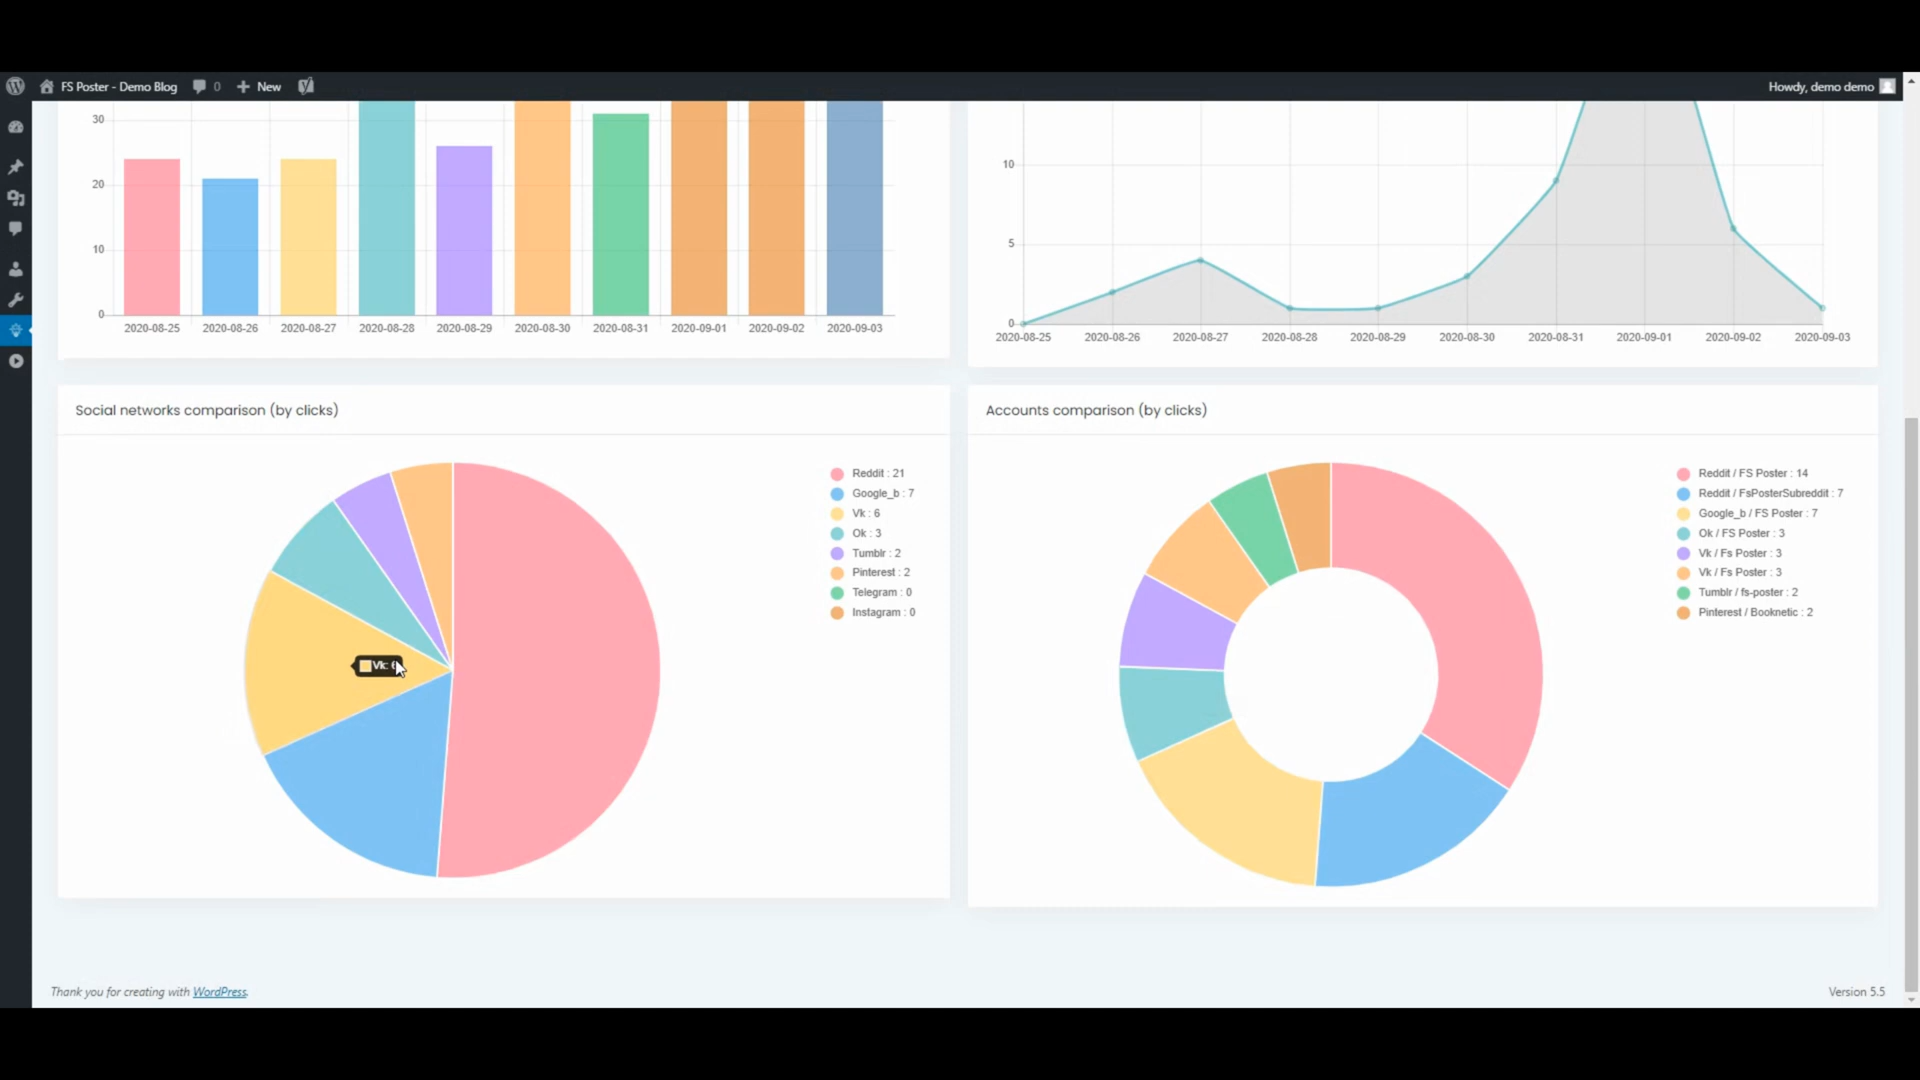 FS Poster - Demo Blog 0 New Howdy, demo demo
30
20
10
0
2020-08-25 2020-08-26 2020-08-27 2020-08-28 2020-08-29 2020-08-30 2020-08-31 2020-09-01 2020-09-02 2020-09-03
10
5
0
2020-08-25 2020-08-26 2020-08-27 2020-08-28 2020-08-29 2020-08-30 2020-08-31 2020-09-01 2020-09-02 2020-09-03
Social networks comparison (by clicks)
Reddit : 21
Google_b : 7
Vk : 6
Ok : 3
Tumblr : 2
Pinterest : 2
Telegram : 0
Instagram : 0
Vk: 6
Accounts comparison (by clicks)
Reddit / FS Poster : 14
Reddit / FsPosterSubreddit : 7
Google_b / FS Poster : 7
Ok / FS Poster : 3
Vk / Fs Poster : 3
Vk / Fs Poster : 3
Tumblr / fs-poster : 2
Pinterest / Booknetic : 2
Thank you for creating with WordPress.
Version 5.5